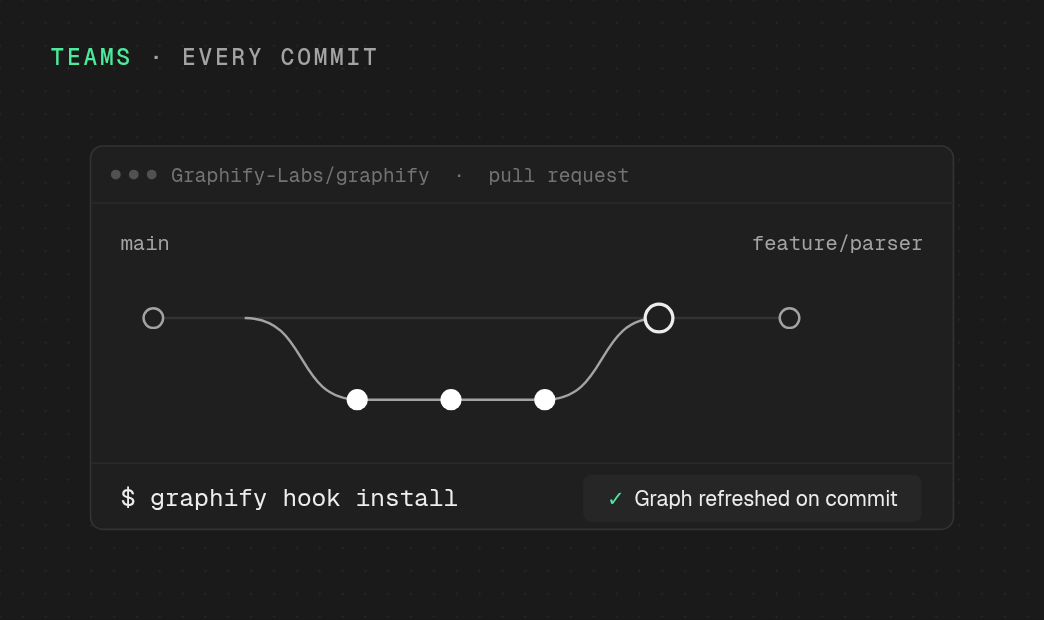 TEAMS · EVERY COMMIT
Graphify-Labs/graphify · pull request
main
feature/parser
$ graphify hook install
✓ Graph refreshed on commit